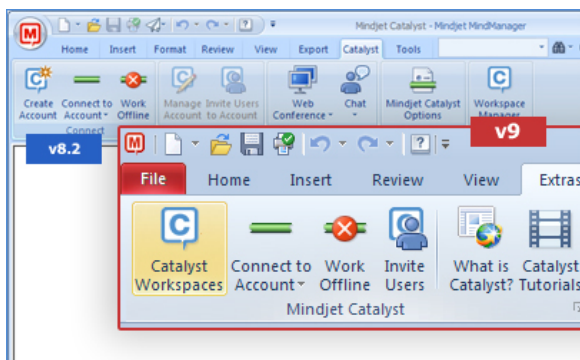 Mindjet Catalyst - Mindjet MindManager
Home Insert Format Review View Export Catalyst Tools
Create Account Connect to Account Work Offline Manage Account Invite Users to Account Web Conference Chat Mindjet Catalyst Options Workspace Manager
Connect
v8.2
v9
File Home Insert Review View Extras
Catalyst Workspaces Connect to Account Work Offline Invite Users What is Catalyst? Catalyst Tutorials
Mindjet Catalyst